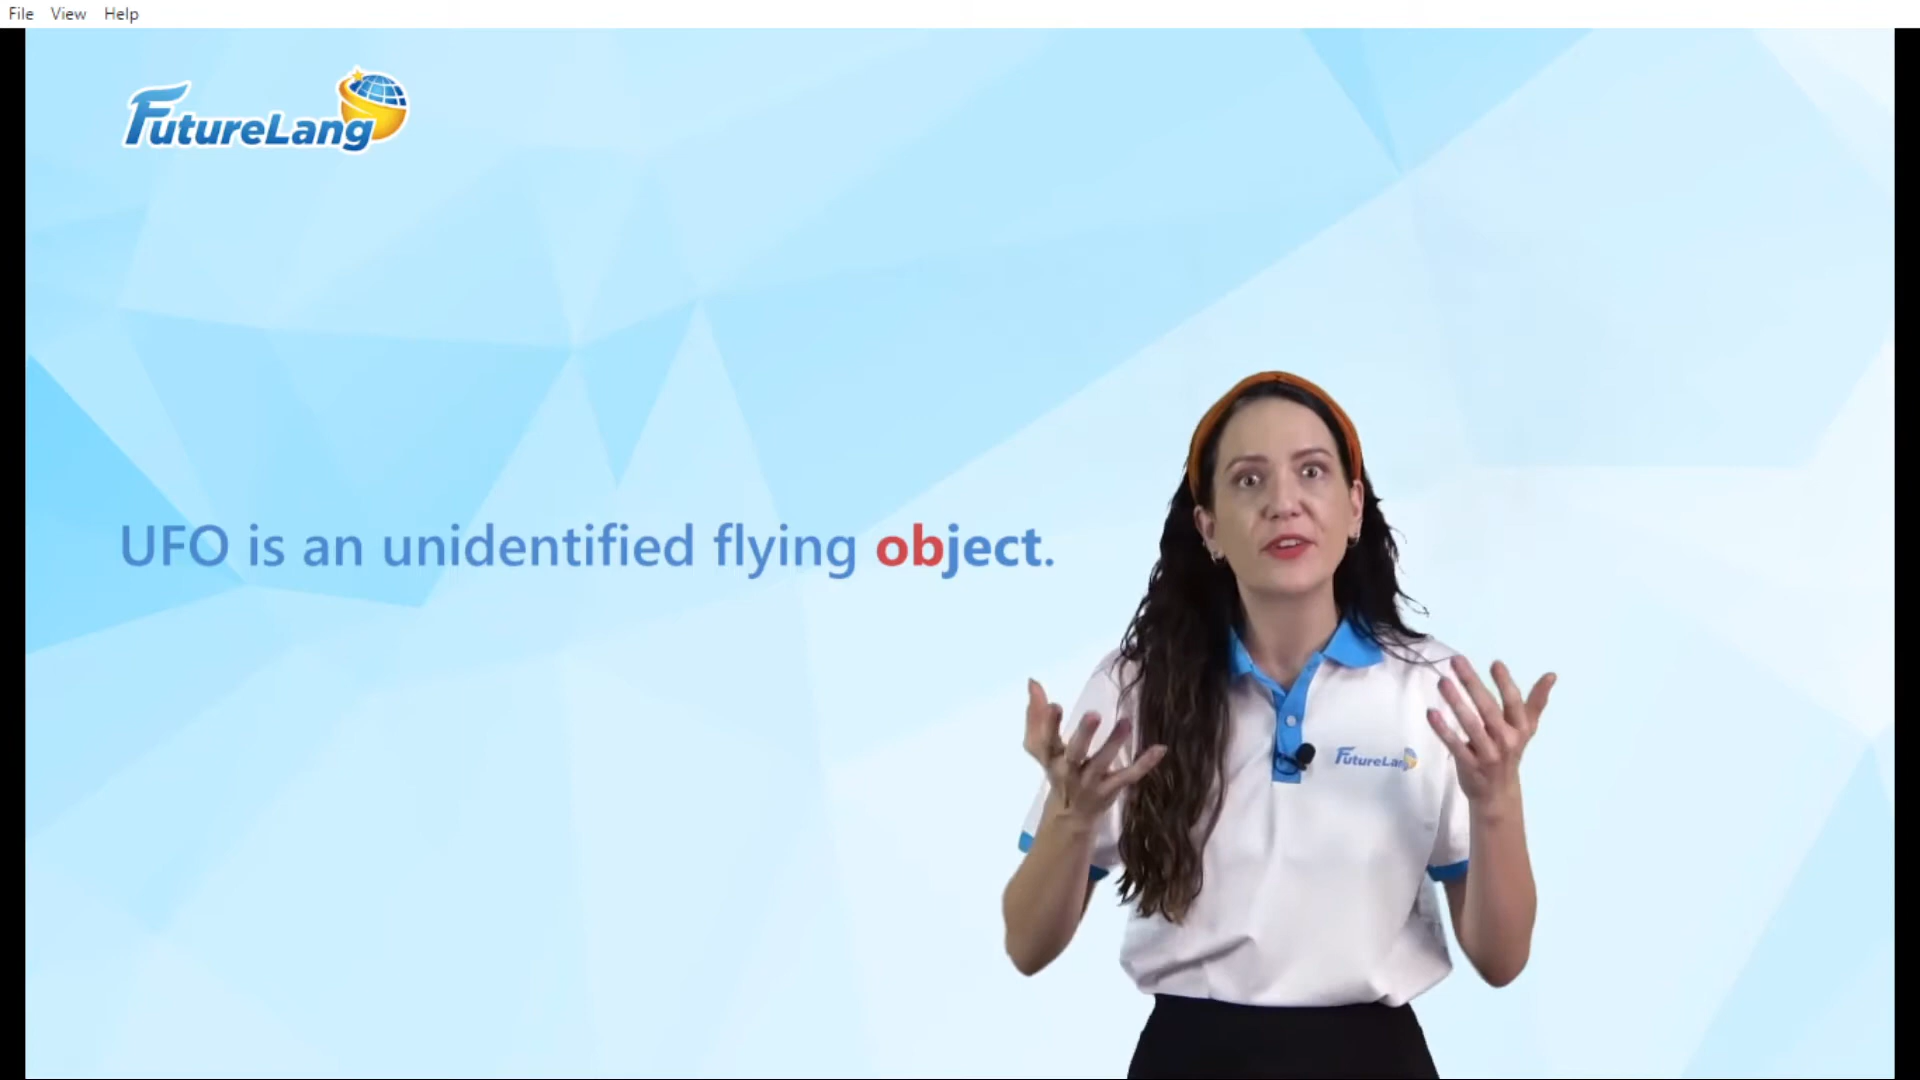 File View Help
FutureLang
UFO is an unidentified flying object.
FutureLang